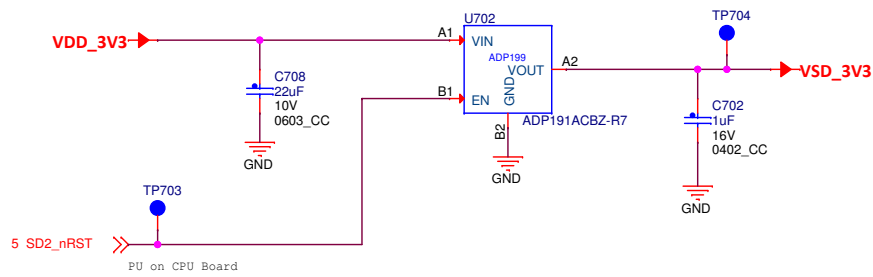 TP704
U702
VDD_3V3
A1
VIN
ADP199
VOUT
A2
VSD_3V3
C708
22uF
10V
0603_CC
B1
EN
GND
B2
ADP191ACBZ-R7
C702
1uF
16V
0402_CC
GND
GND
GND
TP703
5 SD2_nRST
PU on CPU Board